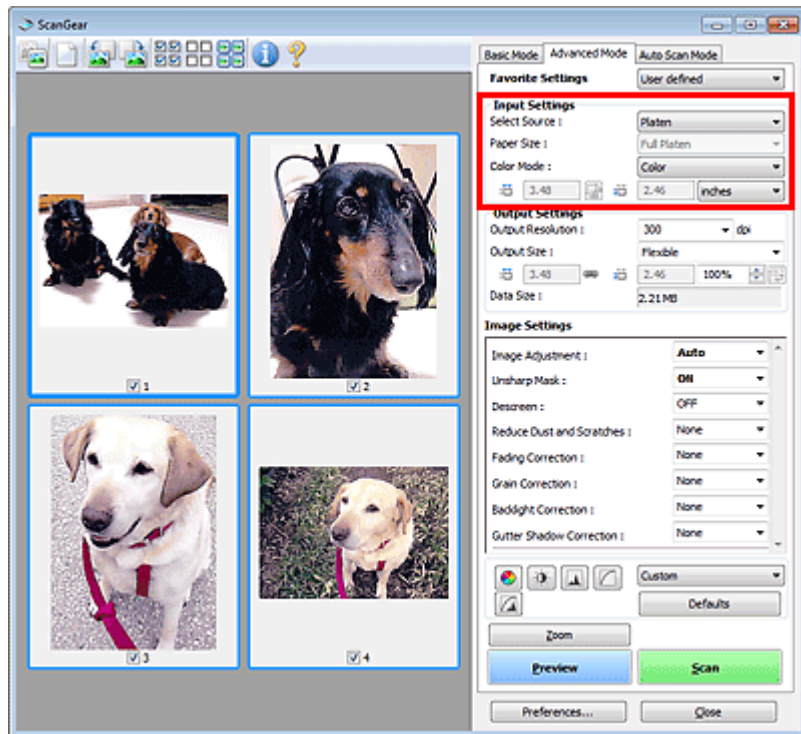 ScanGear
Basic Mode Advanced Mode Auto Scan Mode
Favorite Settings User defined
Input Settings
Select Source : Platen
Paper Size : Full Platen
Color Mode : Color
3.48 2.46 inches
Output Settings
Output Resolution : 300 dpi
Output Size : Flexible
3.48 2.46 100%
Data Size : 2.21 MB
Image Settings
Image Adjustment : Auto
Unsharp Mask : ON
Descreen : OFF
Reduce Dust and Scratches : None
Fading Correction : None
Grain Correction : None
Backlight Correction : None
Gutter Shadow Correction : None
Custom
Defaults
Zoom
Preview Scan
Preferences... Close
1 2
3 4